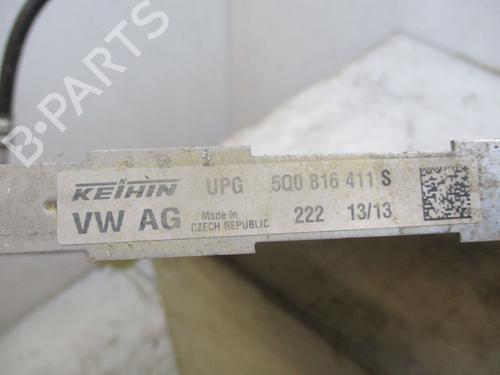 KEIHIN UPG 5Q0 816 411 S
VW AG Made in CZECH REPUBLIC 222 13/13
B-PARTS